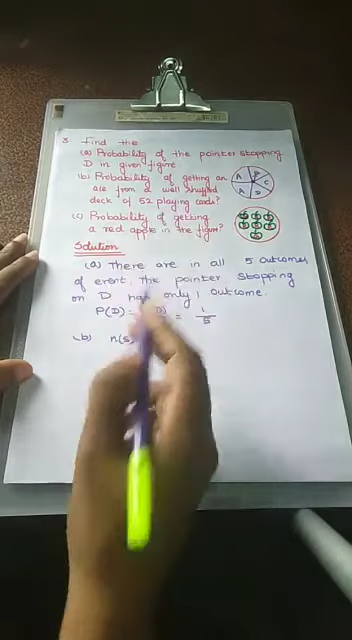 3. Find the
(a) Probability of the pointer stopping
D in given figure
(b) Probability of getting an
ace from a well shuffled
deck of 52 playing cards?
(c) Probability of getting
a red apple in the figure?
A B
A D C
Solution
(a) There are in all 5 outcomes
of event. The pointer stopping
on D has only 1 outcome.
P(D) = = 1/5
b) n(s)